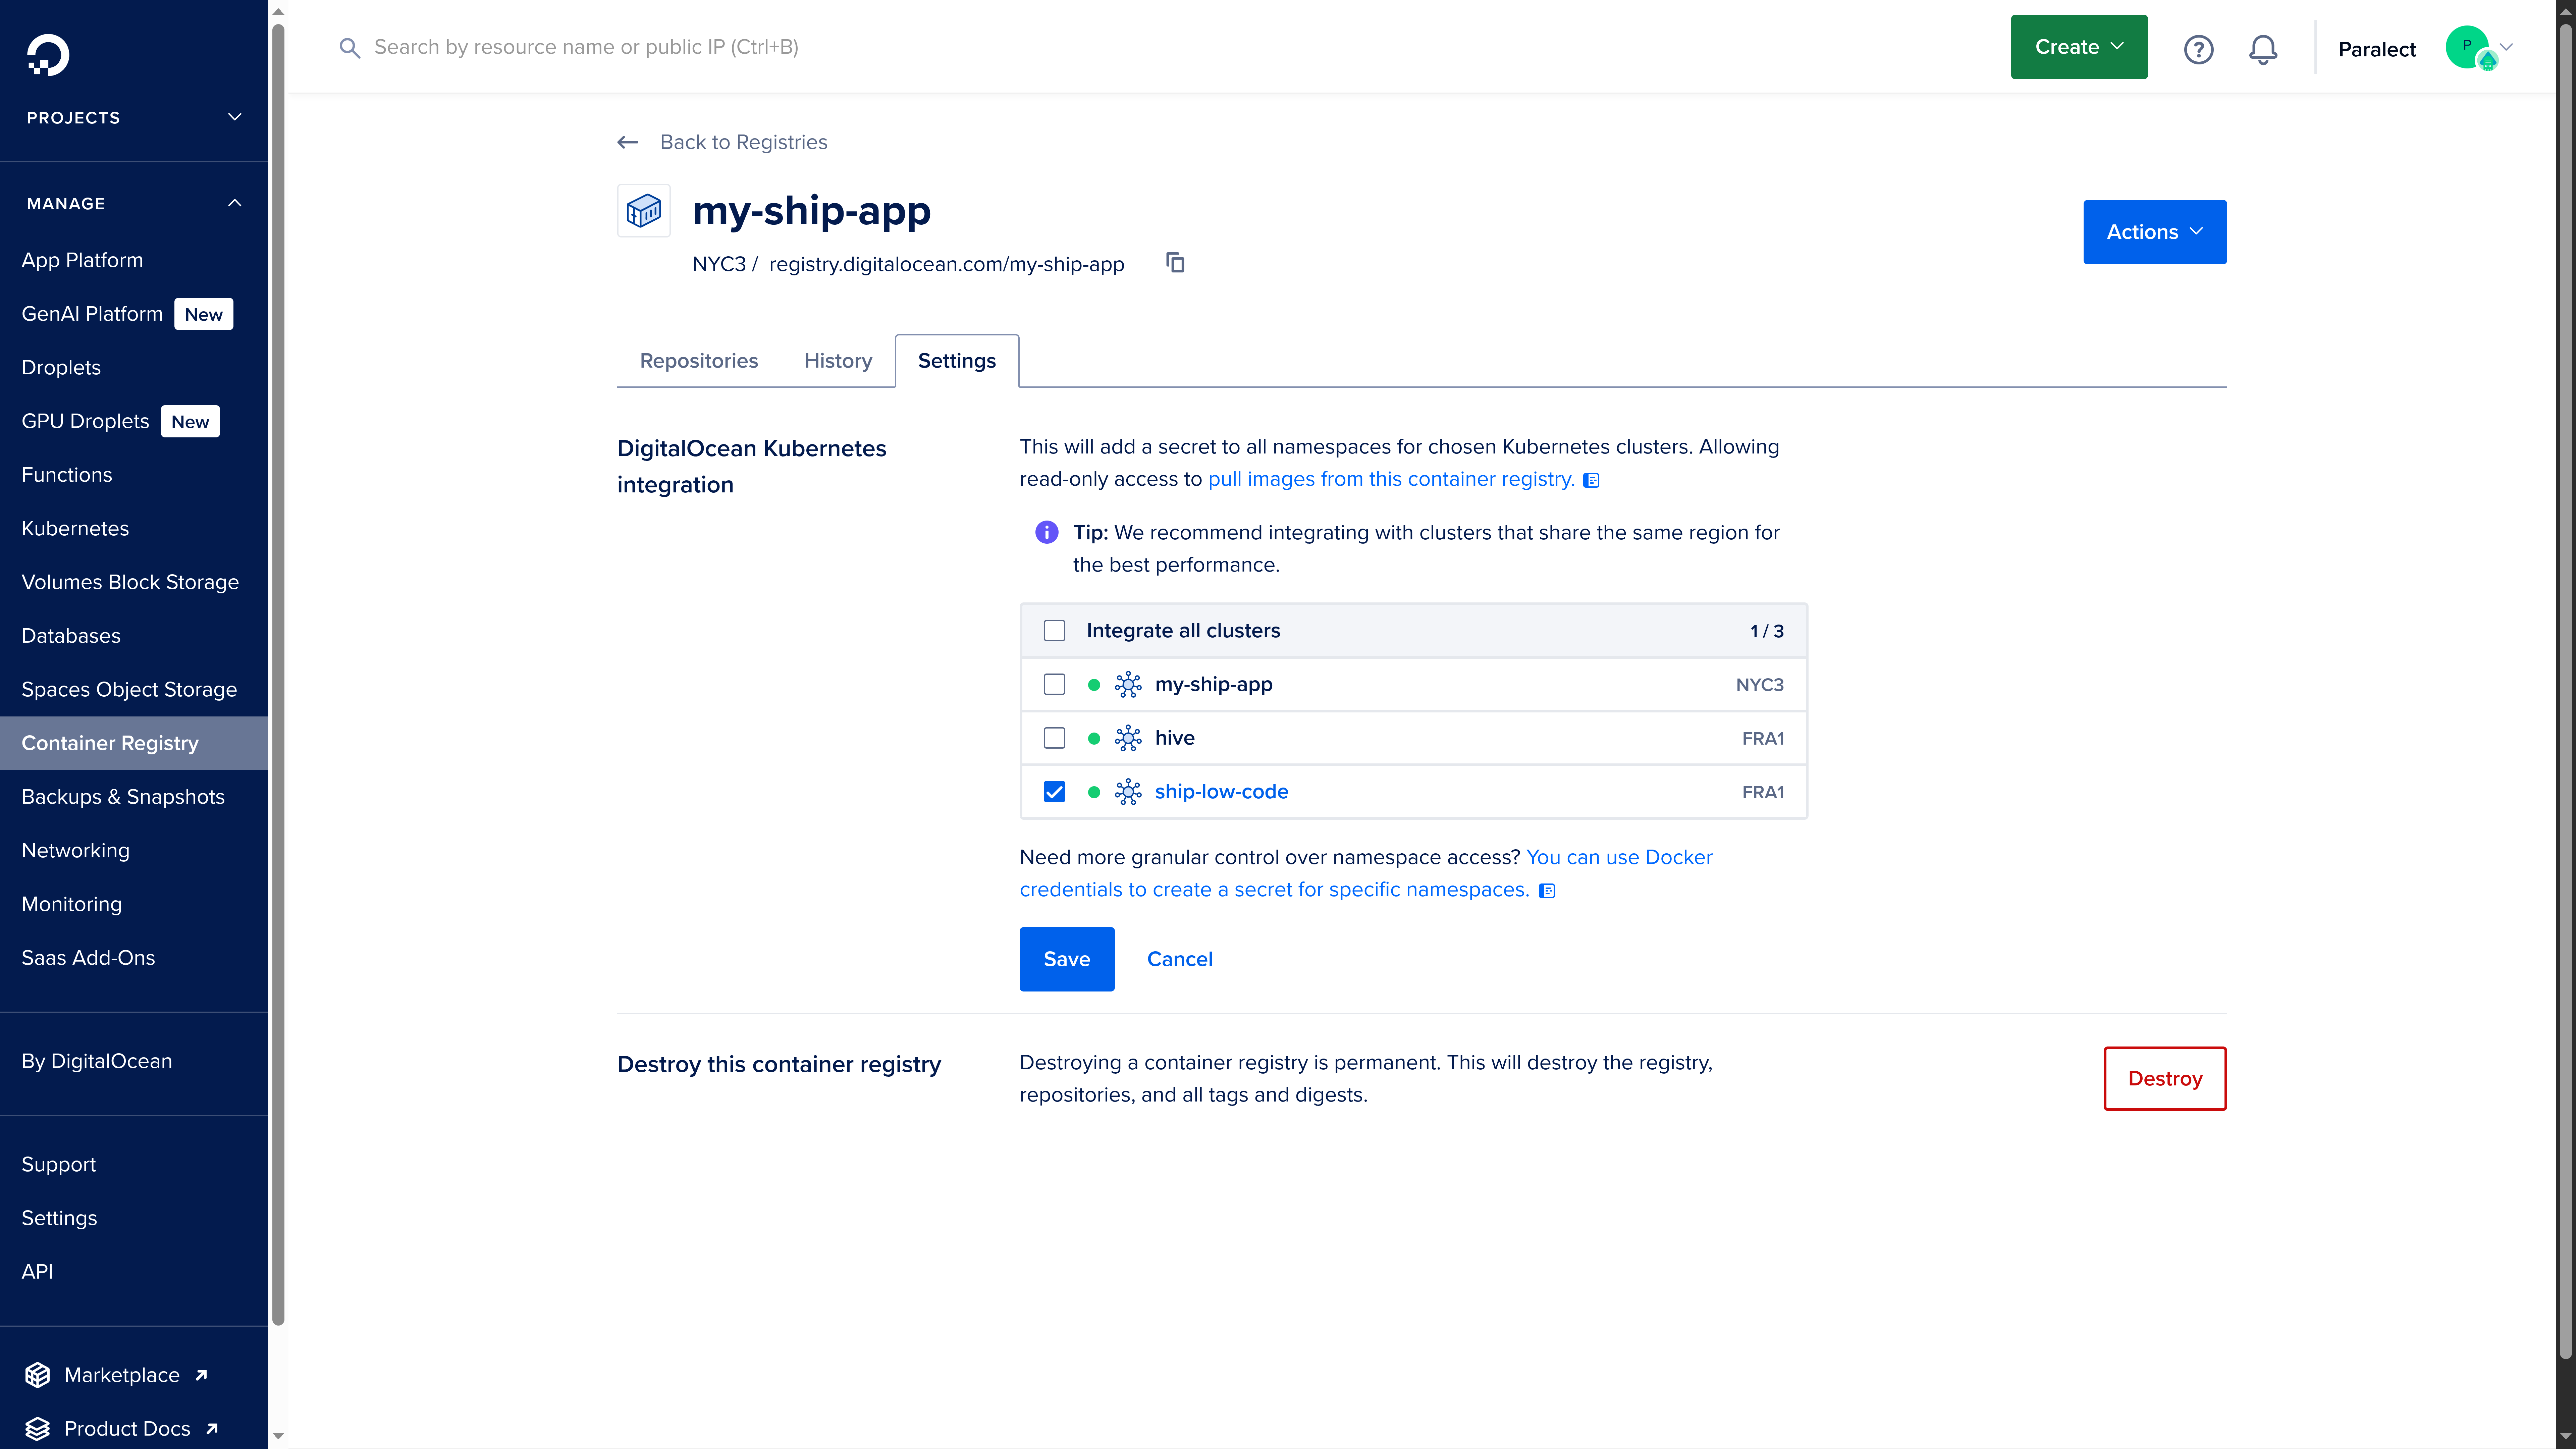 Search by resource name or public IP (Ctrl+B)
Create
Paralect
P
PROJECTS
MANAGE
App Platform
GenAI Platform New
Droplets
GPU Droplets New
Functions
Kubernetes
Volumes Block Storage
Databases
Spaces Object Storage
Container Registry
Backups & Snapshots
Networking
Monitoring
Saas Add-Ons
By DigitalOcean
Support
Settings
API
Marketplace
Product Docs
Back to Registries
my-ship-app
NYC3 / registry.digitalocean.com/my-ship-app
Actions
Repositories History Settings
DigitalOcean Kubernetes
integration
This will add a secret to all namespaces for chosen Kubernetes clusters. Allowing
read-only access to pull images from this container registry.
Tip: We recommend integrating with clusters that share the same region for
the best performance.
Integrate all clusters 1 / 3
my-ship-app NYC3
hive FRA1
ship-low-code FRA1
Need more granular control over namespace access? You can use Docker
credentials to create a secret for specific namespaces.
Save Cancel
Destroy this container registry
Destroying a container registry is permanent. This will destroy the registry,
repositories, and all tags and digests.
Destroy